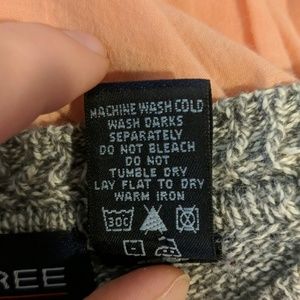 MACHINE WASH COLD
WASH DARKS
SEPARATELY
DO NOT BLEACH
DO NOT
TUMBLE DRY
LAY FLAT TO DRY
WARM IRON
30C
REE